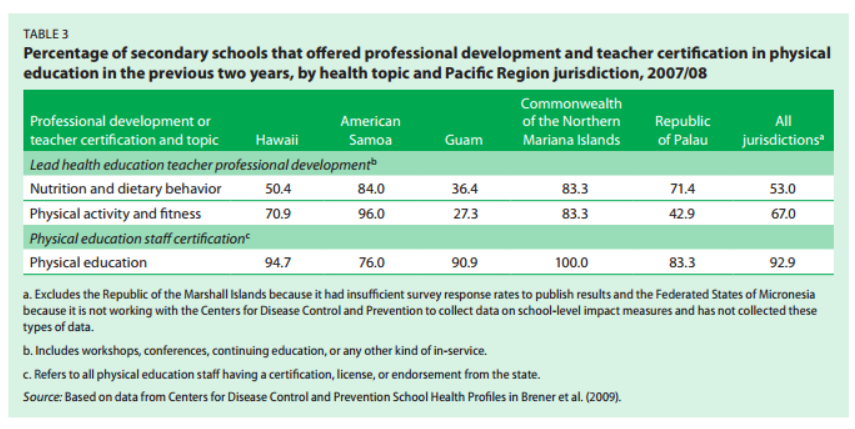 TABLE 3
Percentage of secondary schools that offered professional development and teacher certification in physical
education in the previous two years, by health topic and Pacific Region jurisdiction, 2007/08
Professional development or teacher certification and topic Hawaii American Samoa Guam Commonwealth of the Northern Mariana Islands Republic of Palau All jurisdictionsᵃ
Lead health education teacher professional developmentᵇ
Nutrition and dietary behavior 50.4 84.0 36.4 83.3 71.4 53.0
Physical activity and fitness 70.9 96.0 27.3 83.3 42.9 67.0
Physical education staff certificationᶜ
Physical education 94.7 76.0 90.9 100.0 83.3 92.9
a. Excludes the Republic of the Marshall Islands because it had insufficient survey response rates to publish results and the Federated States of Micronesia
because it is not working with the Centers for Disease Control and Prevention to collect data on school-level impact measures and has not collected these
types of data.
b. Includes workshops, conferences, continuing education, or any other kind of in-service.
c. Refers to all physical education staff having a certification, license, or endorsement from the state.
Source: Based on data from Centers for Disease Control and Prevention School Health Profiles in Brener et al. (2009).